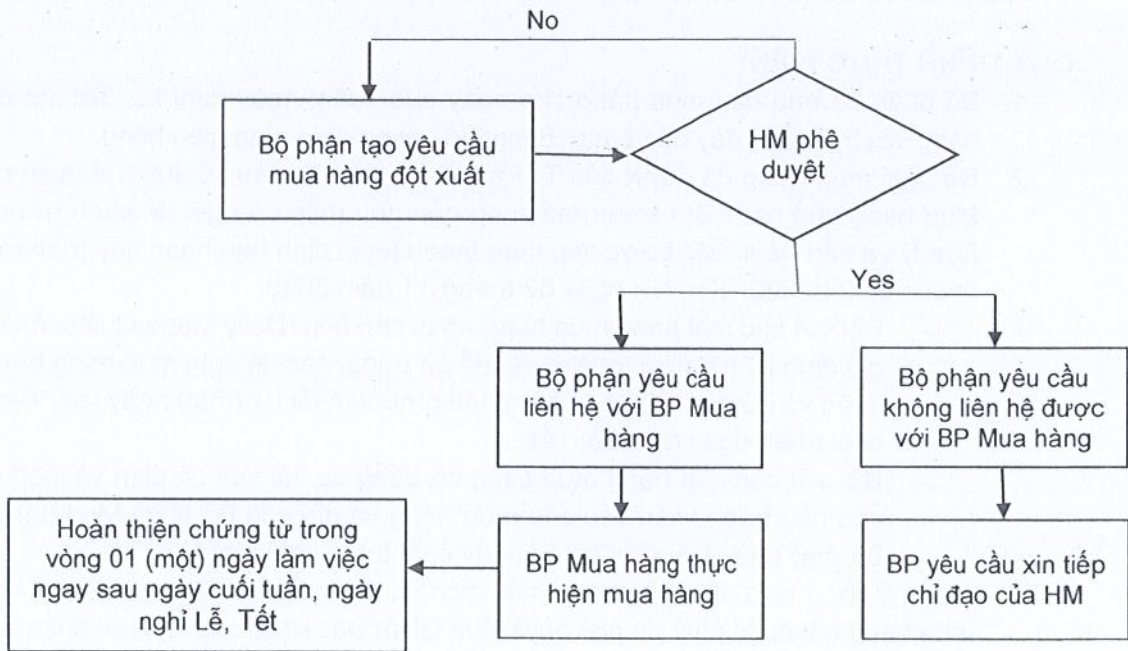 No
Bộ phận tạo yêu cầu
mua hàng đột xuất
HM phê
duyệt
Yes
Bộ phận yêu cầu
liên hệ với BP Mua
hàng
Bộ phận yêu cầu
không liên hệ được
với BP Mua hàng
Hoàn thiện chứng từ trong
vòng 01 (một) ngày làm việc
ngay sau ngày cuối tuần, ngày
nghỉ Lễ, Tết
BP Mua hàng thực
hiện mua hàng
BP yêu cầu xin tiếp
chỉ đạo của HM